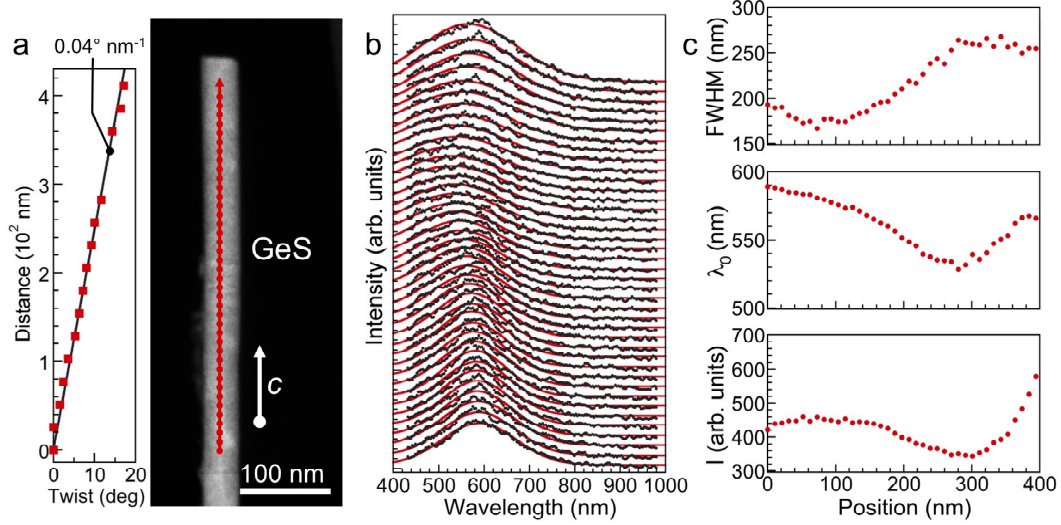 a
0.04° nm⁻¹
Distance (10² nm)
4
3
2
1
0
0 10 20
Twist (deg)
GeS
c
100 nm
b
Intensity (arb. units)
400 500 600 700 800 900 1000
Wavelength (nm)
c
FWHM (nm)
300
250
200
150
λ₀ (nm)
600
550
500
I (arb. units)
700
600
500
400
300
0 100 200 300 400
Position (nm)